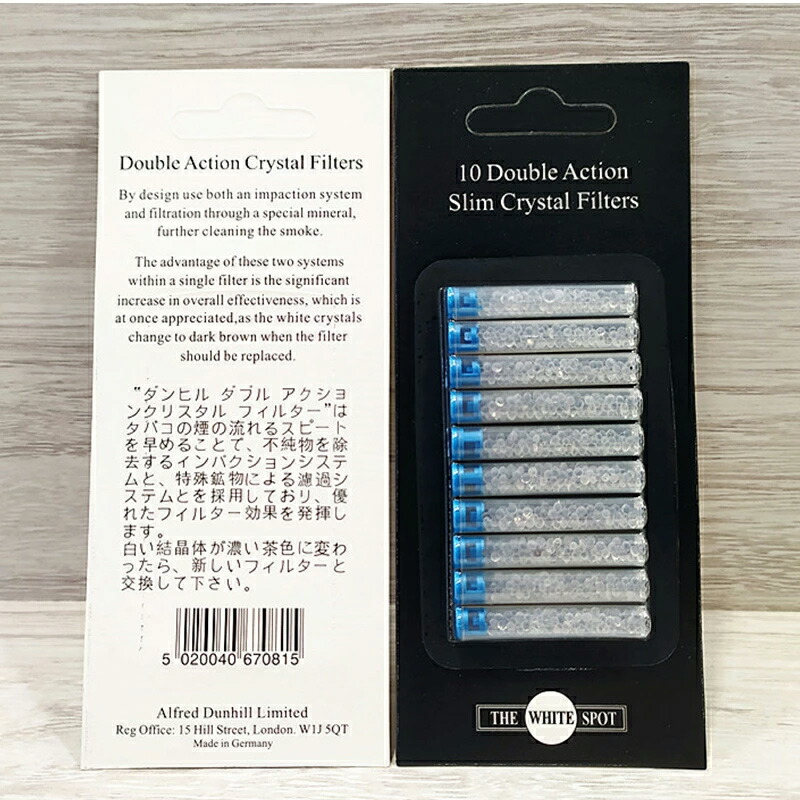 Double Action Crystal Filters
By design use both an impaction system
and filtration through a special mineral,
further cleaning the smoke.
The advantage of these two systems
within a single filter is the significant
increase in overall effectiveness, which is
at once appreciated,as the white crystals
change to dark brown when the filter
should be replaced.
“ダンヒル ダブル アクショ
ンクリスタル フィルター”は
タバコの煙の流れるスピート
を早めることて、不純物を除
去するインパクションシステ
ムと、特殊鉱物による濾過シ
ステムとを採用しており、優
れたフィルター効果を発揮し
ます。
白い結晶体が濃い茶色に変わ
ったら、新しいフィルターと
交換して下さい。
5 020040 670815
Alfred Dunhill Limited
Reg Office: 15 Hill Street, London. W1J 5QT
Made in Germany
10 Double Action
Slim Crystal Filters
THE WHITE SPOT